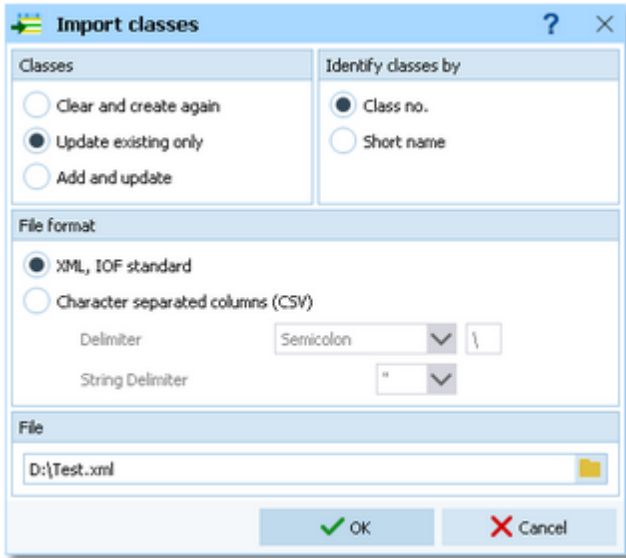 Import classes ?
Classes
Clear and create again
Update existing only
Add and update
Identify classes by
Class no.
Short name
File format
XML, IOF standard
Character separated columns (CSV)
Delimiter Semicolon \
String Delimiter "
File
D:\Test.xml
OK Cancel